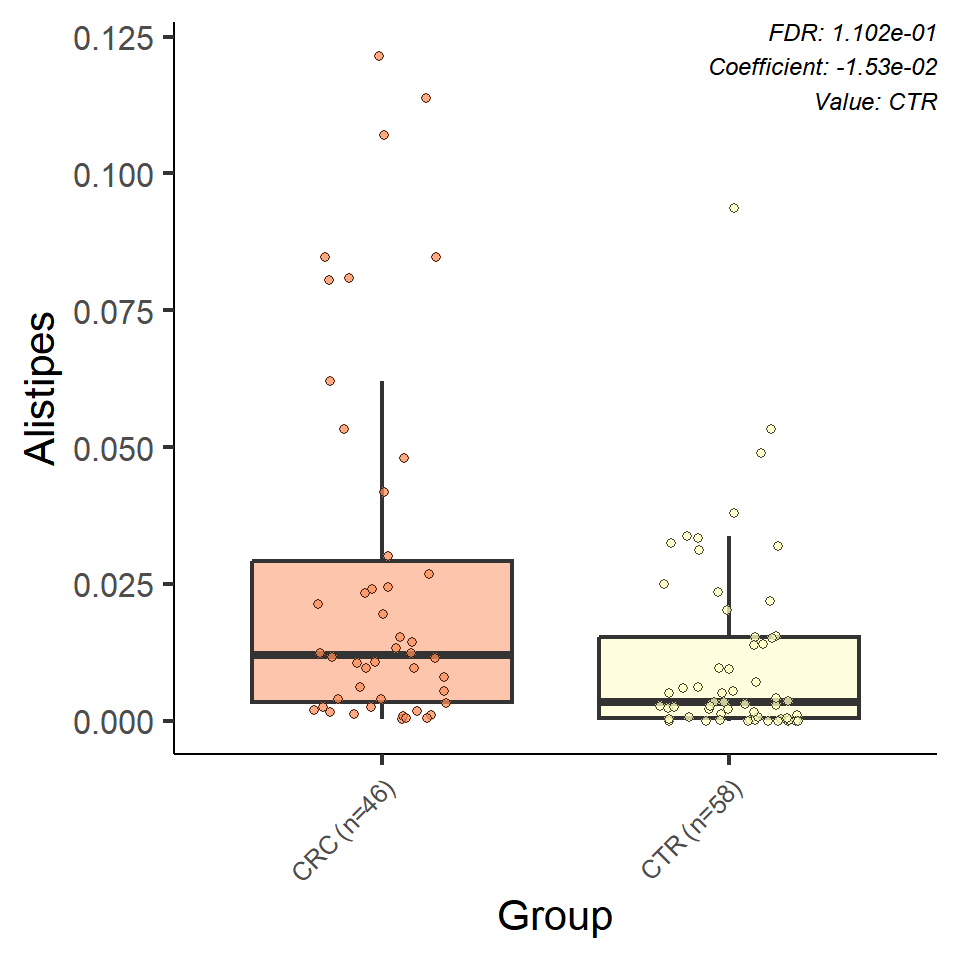 FDR: 1.102e-01
Coefficient: -1.53e-02
Value: CTR
0.125
0.100
0.075
0.050
0.025
0.000
Alistipes
CRC (n=46)
CTR (n=58)
Group